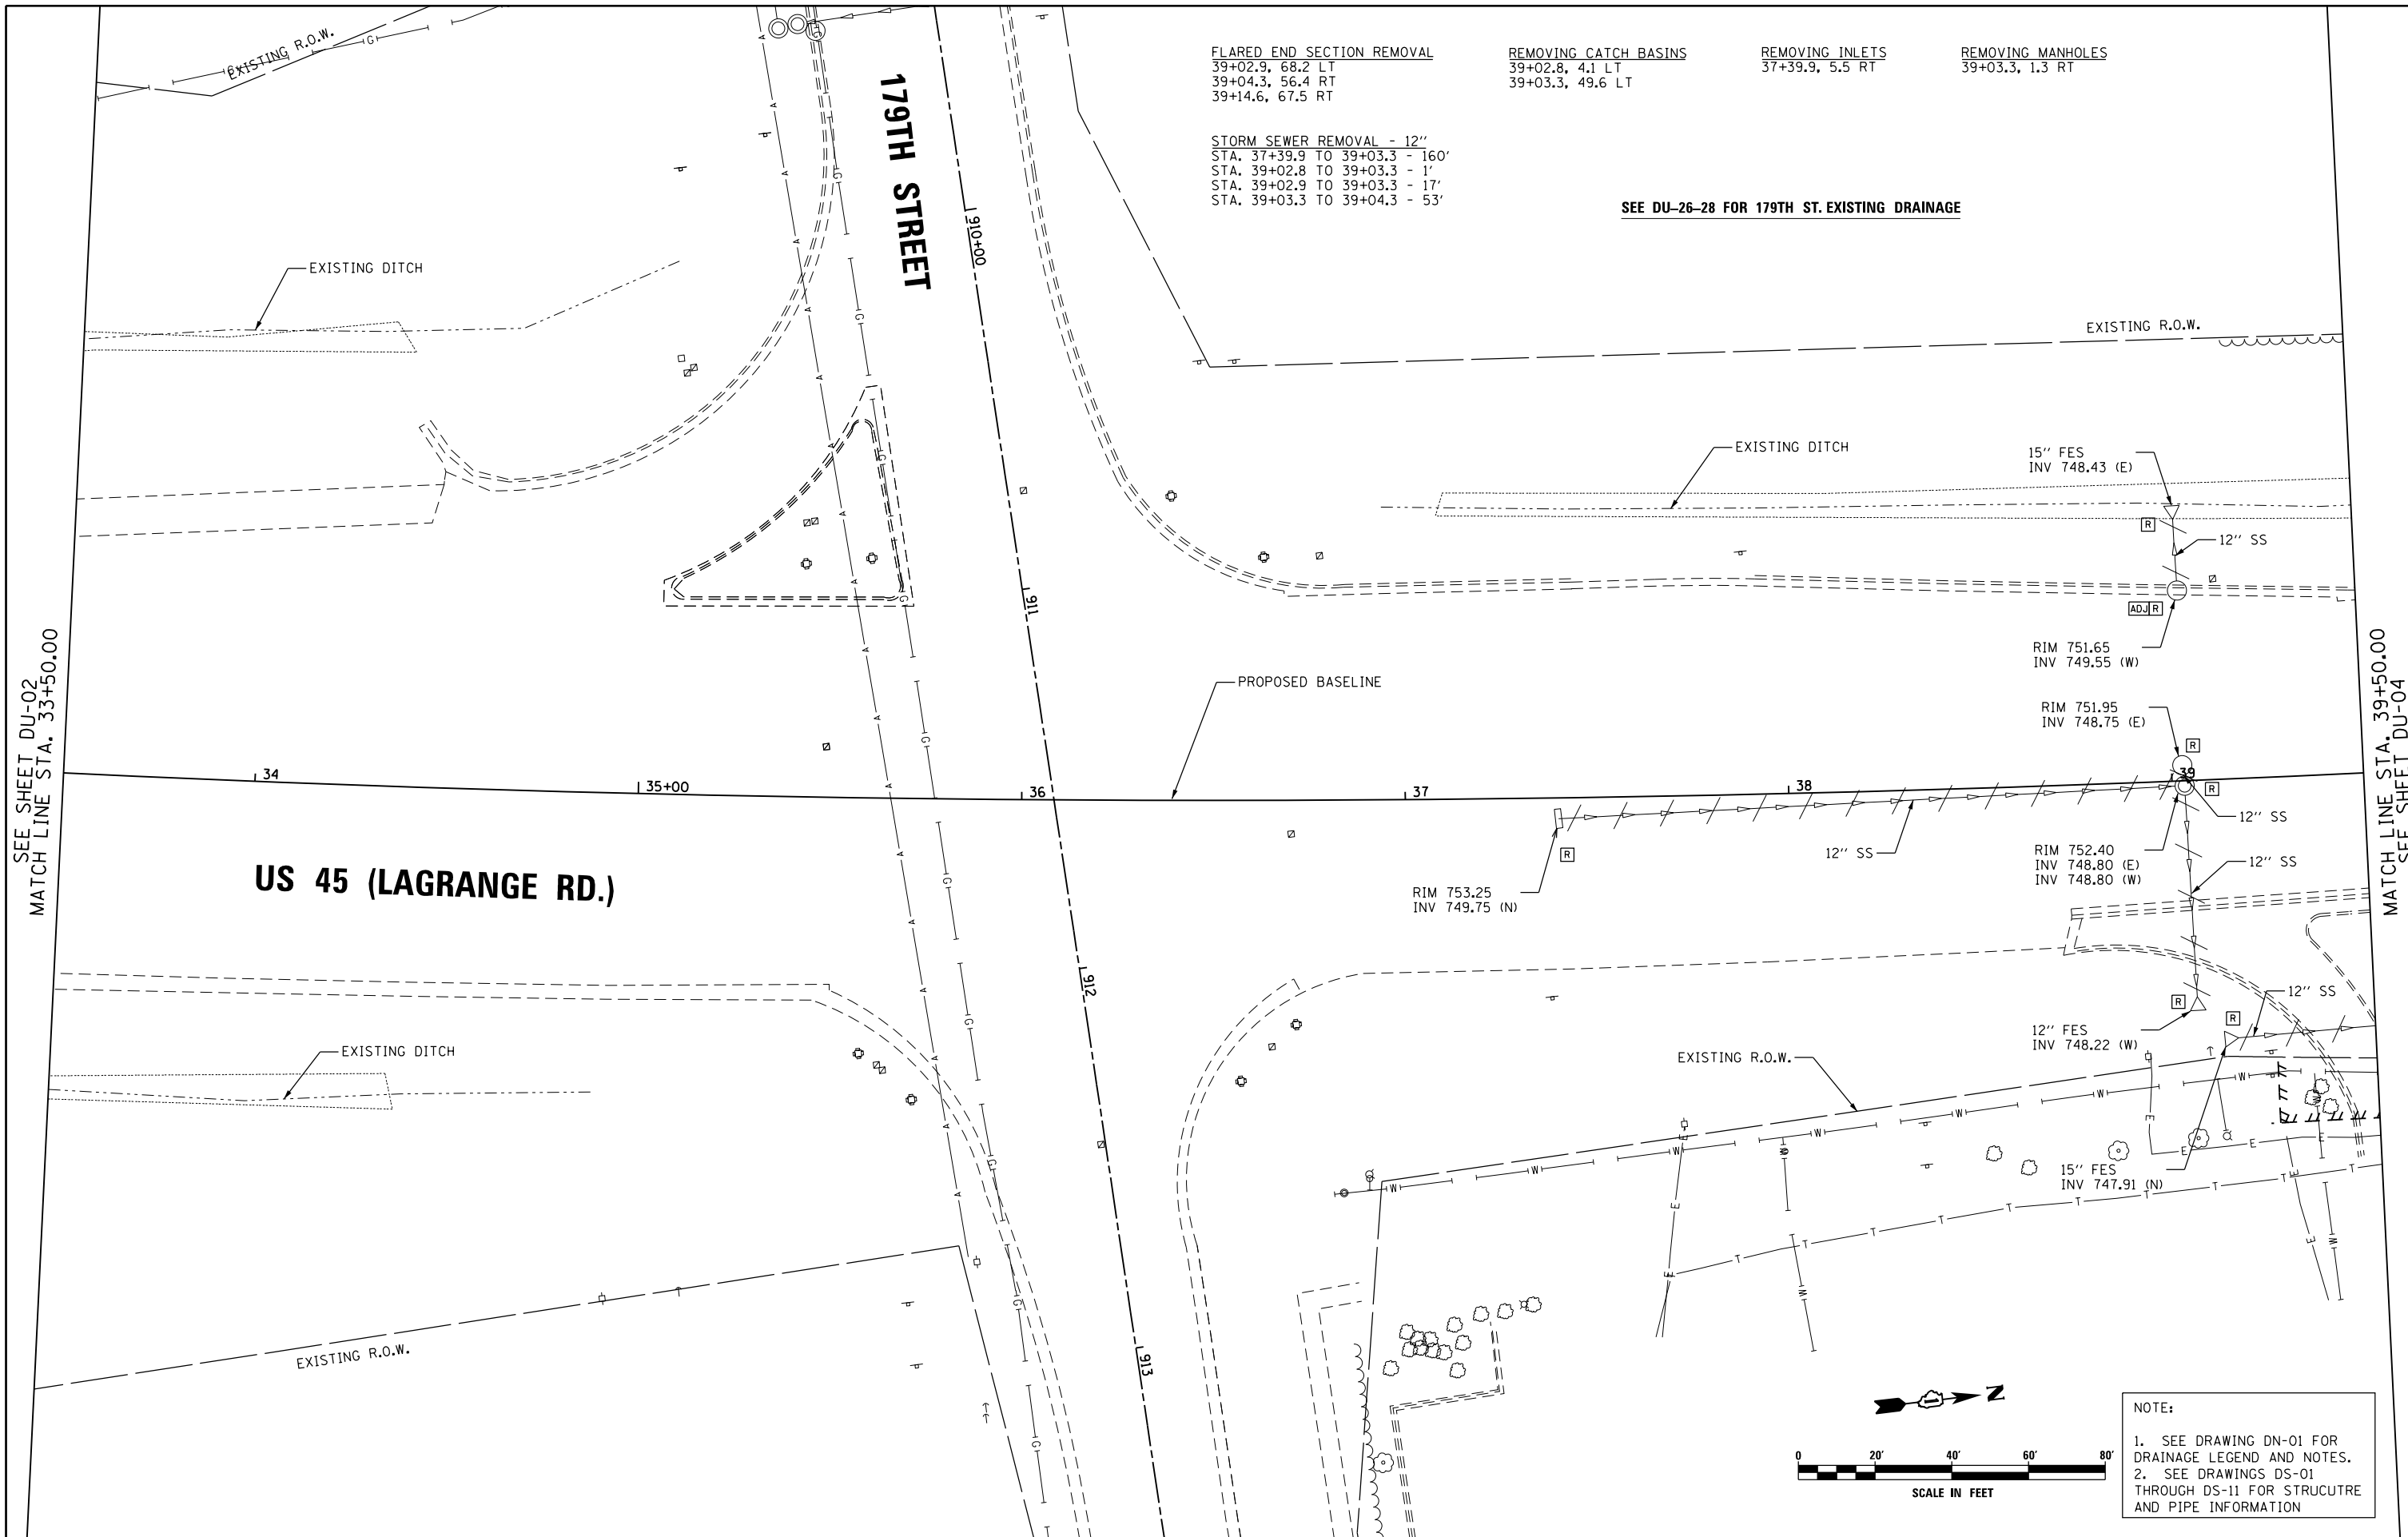 FLARED END SECTION REMOVAL
39+02.9, 68.2 LT
39+04.3, 56.4 RT
39+14.6, 67.5 RT
REMOVING CATCH BASINS
39+02.8, 4.1 LT
39+03.3, 49.6 LT
REMOVING INLETS
37+39.9, 5.5 RT
REMOVING MANHOLES
39+03.3, 1.3 RT
STORM SEWER REMOVAL - 12''
STA. 37+39.9 TO 39+03.3 - 160'
STA. 39+02.8 TO 39+03.3 - 1'
STA. 39+02.9 TO 39+03.3 - 17'
STA. 39+03.3 TO 39+04.3 - 53'
SEE DU-26-28 FOR 179TH ST. EXISTING DRAINAGE
EXISTING R.O.W.
179TH STREET
910+00
EXISTING DITCH
EXISTING R.O.W.
EXISTING DITCH
15'' FES
INV 748.43 (E)
R
12'' SS
911
ADJ R
RIM 751.65
INV 749.55 (W)
PROPOSED BASELINE
RIM 751.95
INV 748.75 (E)
R
SEE SHEET DU-02
MATCH LINE STA. 33+50.00
MATCH LINE STA. 39+50.00
SEE SHEET DU-04
34
35+00
36
37
38
39
R
12'' SS
US 45 (LAGRANGE RD.)
R
12'' SS
RIM 752.40
INV 748.80 (E)
INV 748.80 (W)
12'' SS
RIM 753.25
INV 749.75 (N)
912
R
12'' SS
R
12'' FES
INV 748.22 (W)
EXISTING DITCH
EXISTING R.O.W.
15'' FES
INV 747.91 (N)
EXISTING R.O.W.
913
N
0 20' 40' 60' 80'
SCALE IN FEET
NOTE:
1. SEE DRAWING DN-01 FOR
DRAINAGE LEGEND AND NOTES.
2. SEE DRAWINGS DS-01
THROUGH DS-11 FOR STRUCUTRE
AND PIPE INFORMATION